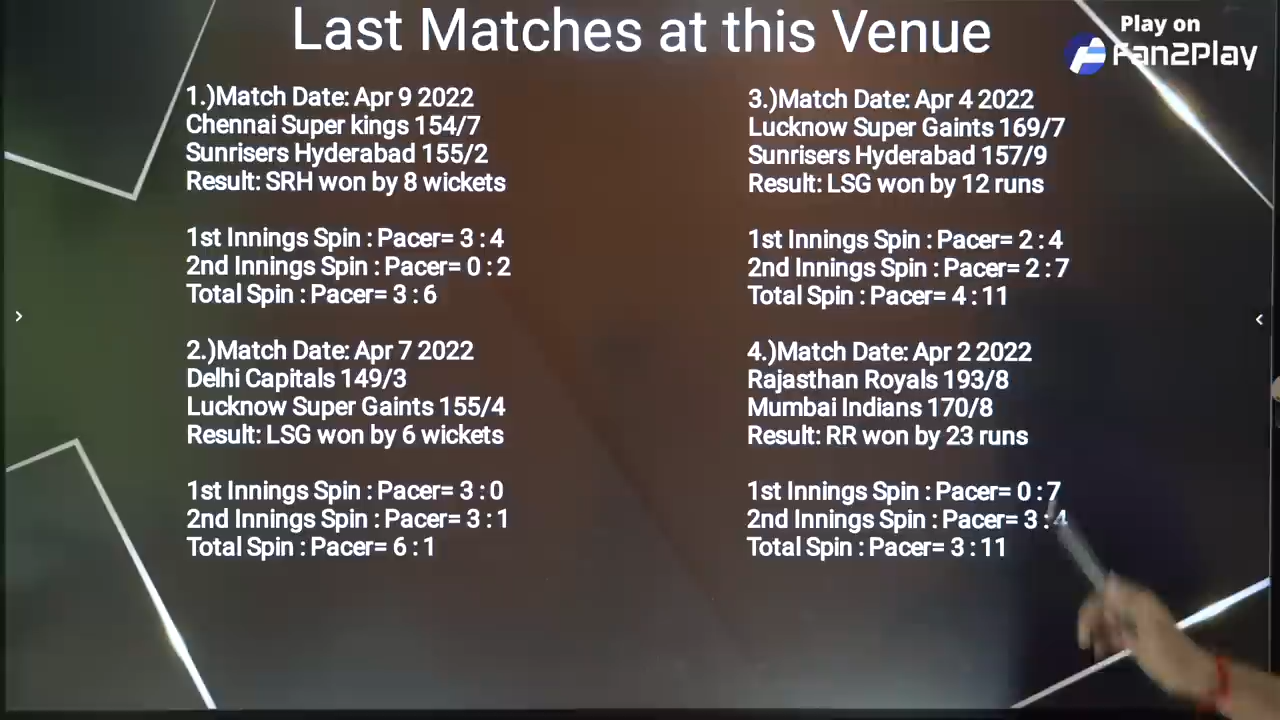 Last Matches at this Venue
Play on
Fan2Play
1.)Match Date: Apr 9 2022
Chennai Super kings 154/7
Sunrisers Hyderabad 155/2
Result: SRH won by 8 wickets
1st Innings Spin : Pacer= 3 : 4
2nd Innings Spin : Pacer= 0 : 2
Total Spin : Pacer= 3 : 6
2.)Match Date: Apr 7 2022
Delhi Capitals 149/3
Lucknow Super Gaints 155/4
Result: LSG won by 6 wickets
1st Innings Spin : Pacer= 3 : 0
2nd Innings Spin : Pacer= 3 : 1
Total Spin : Pacer= 6 : 1
3.)Match Date: Apr 4 2022
Lucknow Super Gaints 169/7
Sunrisers Hyderabad 157/9
Result: LSG won by 12 runs
1st Innings Spin : Pacer= 2 : 4
2nd Innings Spin : Pacer= 2 : 7
Total Spin : Pacer= 4 : 11
4.)Match Date: Apr 2 2022
Rajasthan Royals 193/8
Mumbai Indians 170/8
Result: RR won by 23 runs
1st Innings Spin : Pacer= 0 : 7
2nd Innings Spin : Pacer= 3 : 4
Total Spin : Pacer= 3 : 11